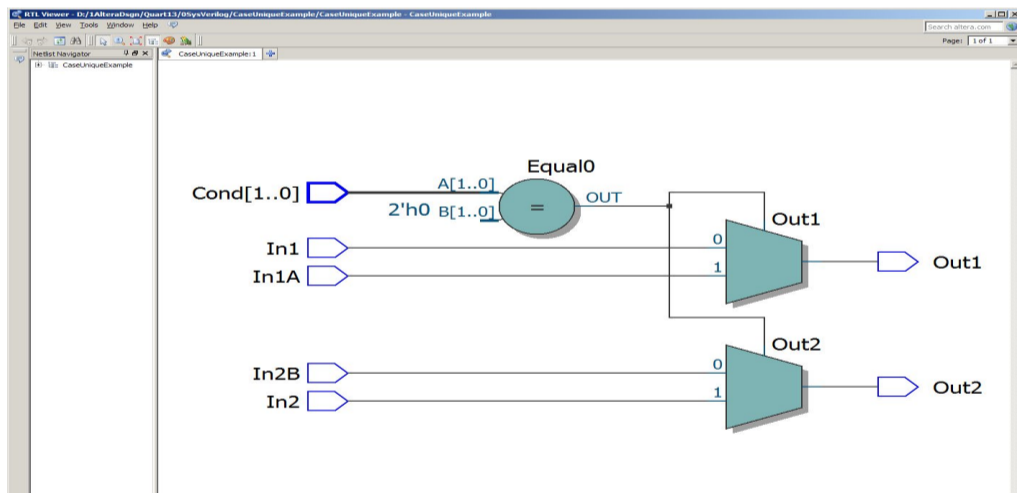 RTL Viewer - D:/1AlteraDsgn/Quart13/0SysVerilog/CaseUniqueExample/CaseUniqueExample - CaseUniqueExample
File Edit View Tools Window Help
Search altera.com
Page: 1 of 1
Netlist Navigator
CaseUniqueExample:1
CaseUniqueExample
Equal0
Cond[1..0]
A[1..0]
2'h0 B[1..0]
=
OUT
Out1
In1
0
In1A
1
Out1
Out2
In2B
0
In2
1
Out2